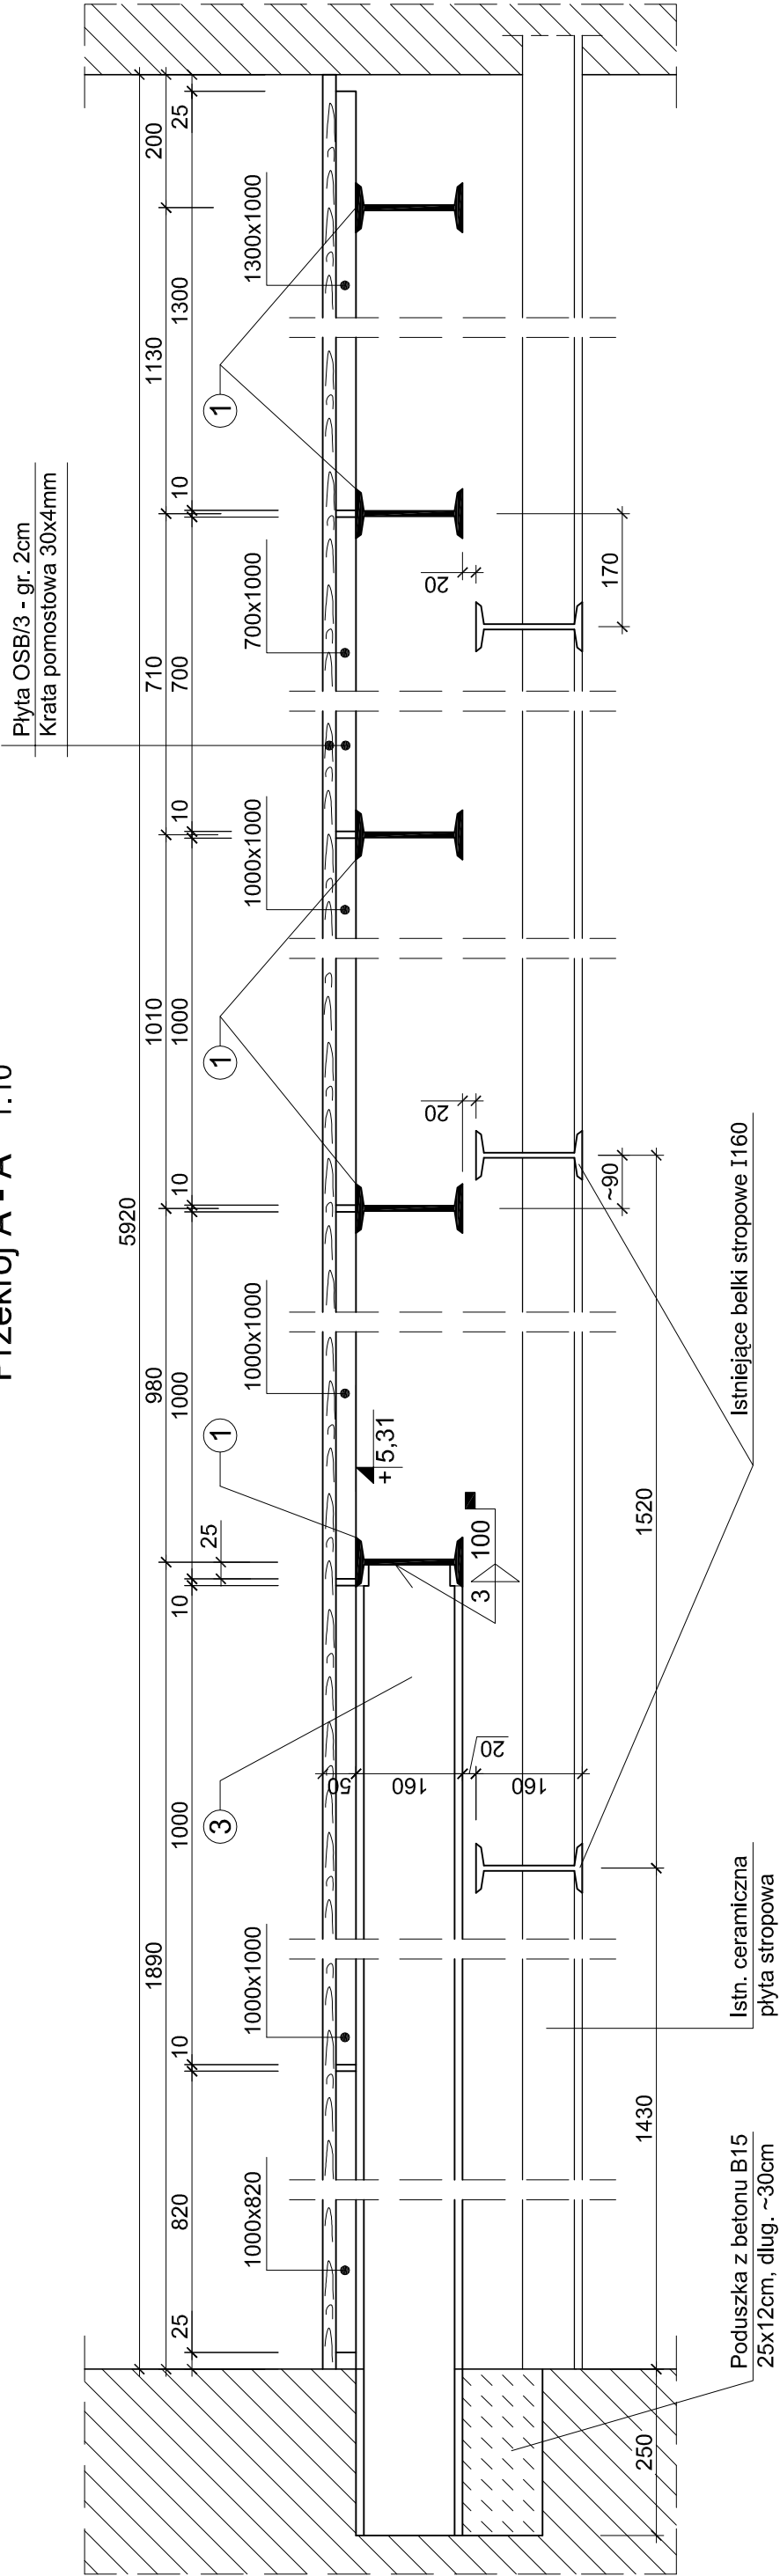 Przekrój A - A 1:10
Płyta OSB/3 - gr. 2cm
Krata pomostowa 30x4mm
5920
1890 980 1010 710 1130 200
25 820 10 1000 10 1000 10 1000 10 700 10 1300 25
25
3 1 1 1
1000x820 1000x1000 1000x1000 1000x1000 700x1000 1300x1000
50
+ 5,31
160
20 20
3 100
20
160
~90 170
250 1430 1520
Poduszka z betonu B15
25x12cm, dług. ~30cm
Istn. ceramiczna
płyta stropowa
Istniejące belki stropowe I160